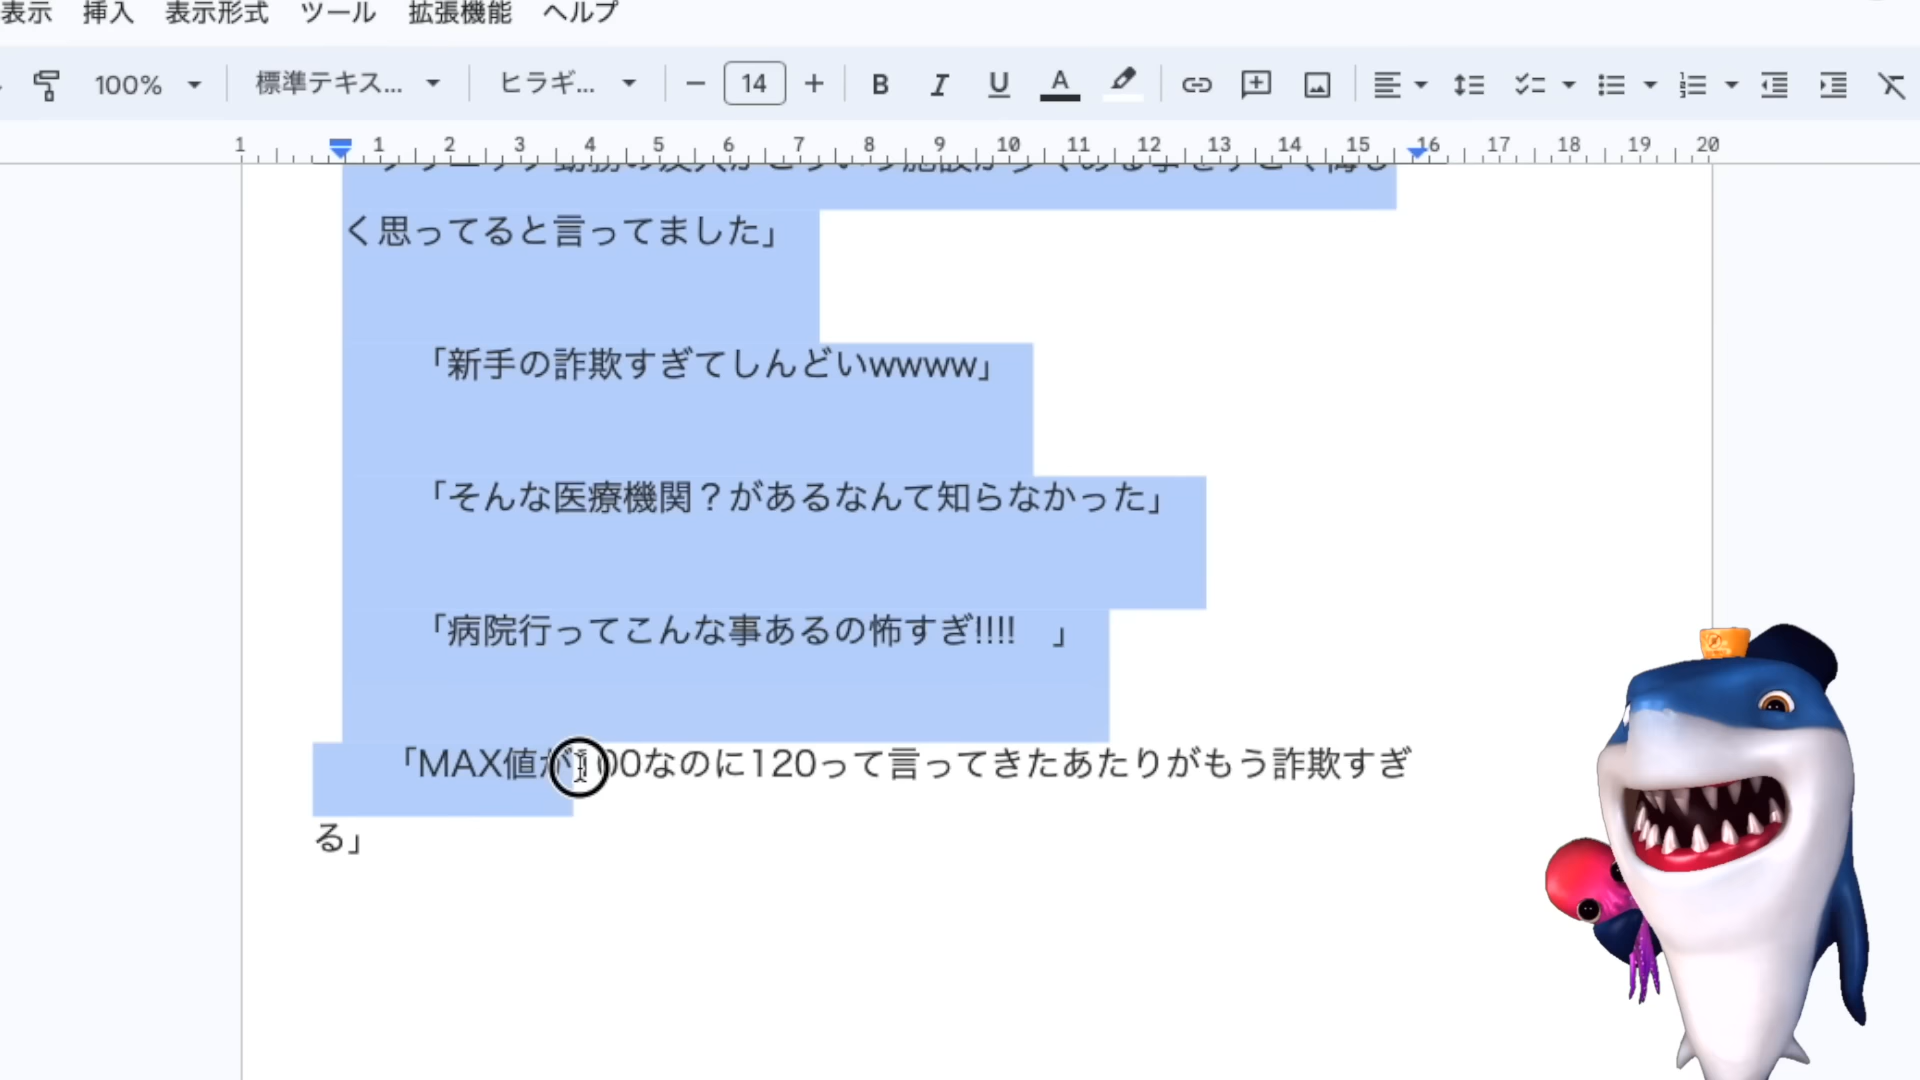 表示 挿入 表示形式 ツール 拡張機能 ヘルプ
100% 標準テキス... ヒラギ... 14 B I U A
1 1 2 3 4 5 6 7 8 9 10 11 12 13 14 15 16 17 18 19 20
く思ってると言ってました」
「新手の詐欺すぎてしんどいwwww」
「そんな医療機関？があるなんて知らなかった」
「病院行ってこんな事あるの怖すぎ!!!!　」
「MAX値が100なのに120って言ってきたあたりがもう詐欺すぎ
る」